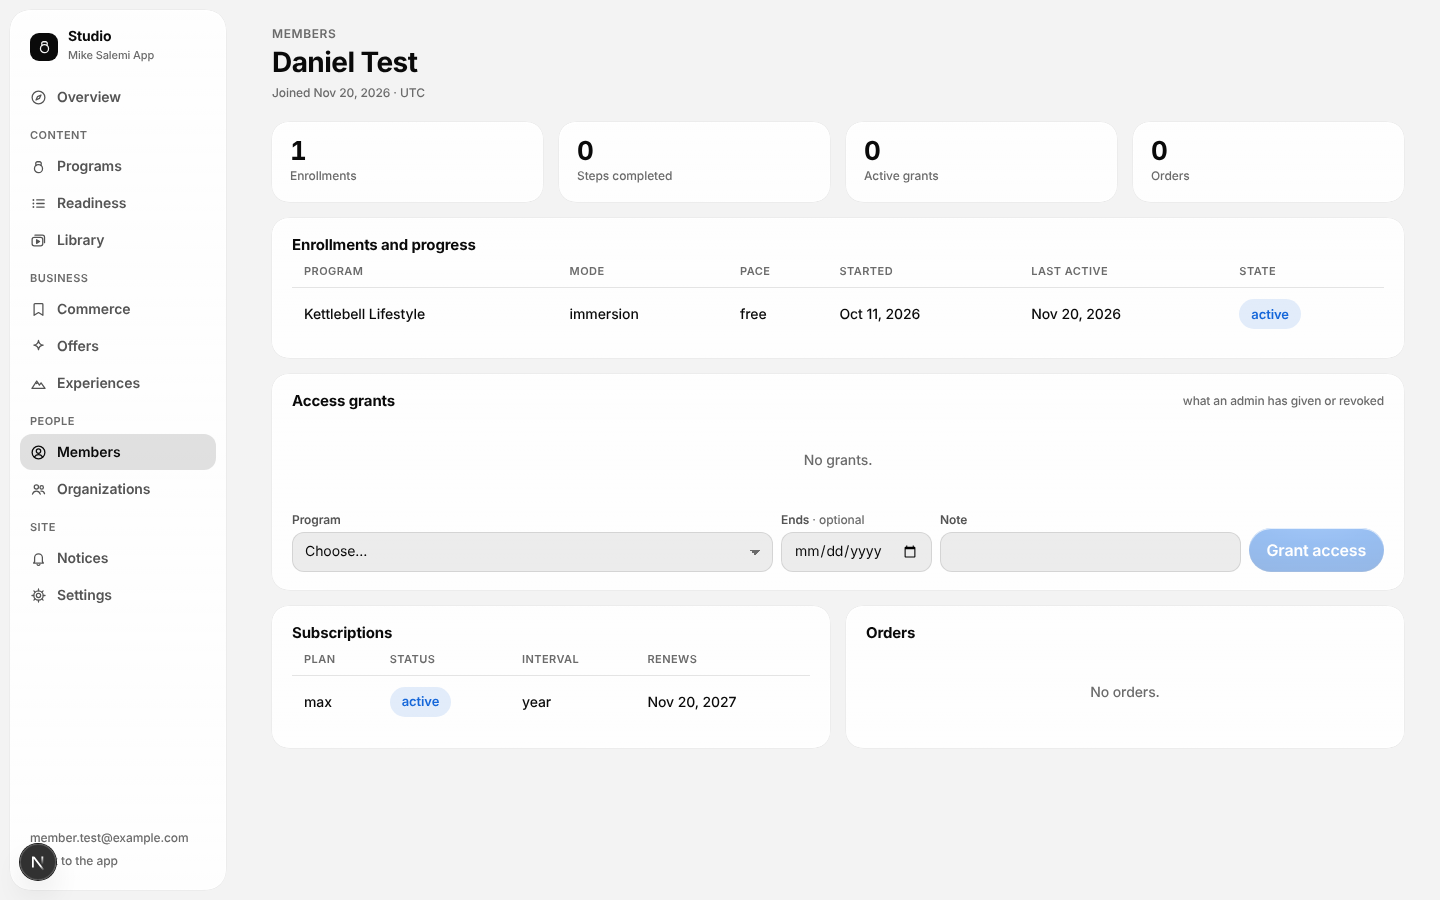 Studio
Mike Salemi App
Overview
CONTENT
Programs
Readiness
Library
BUSINESS
Commerce
Offers
Experiences
PEOPLE
Members
Organizations
SITE
Notices
Settings
member.test@example.com
to the app
N
MEMBERS
Daniel Test
Joined Nov 20, 2026 · UTC
1
Enrollments
0
Steps completed
0
Active grants
0
Orders
Enrollments and progress
PROGRAM MODE PACE STARTED LAST ACTIVE STATE
Kettlebell Lifestyle immersion free Oct 11, 2026 Nov 20, 2026 active
Access grants what an admin has given or revoked
No grants.
Program Ends · optional Note
Choose... mm/dd/yyyy Grant access
Subscriptions
PLAN STATUS INTERVAL RENEWS
max active year Nov 20, 2027
Orders
No orders.